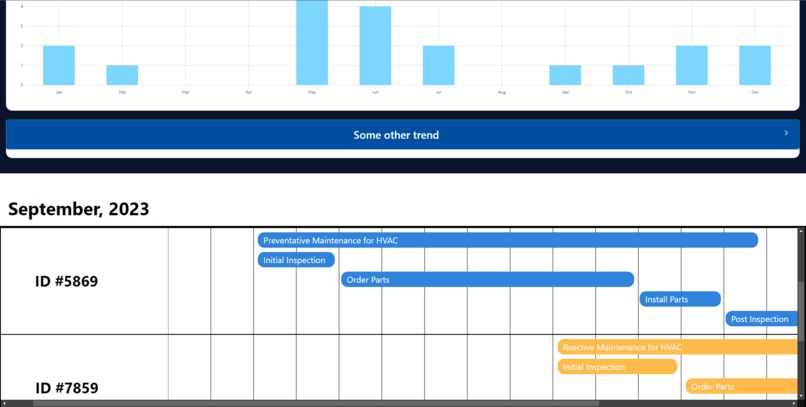 4
3
2
1
0
Jan Feb Mar Apr May Jun Jul Aug Sep Oct Nov Dec
Some other trend
September, 2023
Preventative Maintenance for HVAC
Initial Inspection
ID #5869
Order Parts
Install Parts
Post Inspection
Reactive Maintenance for HVAC
Initial Inspection
ID #7859
Order Parts